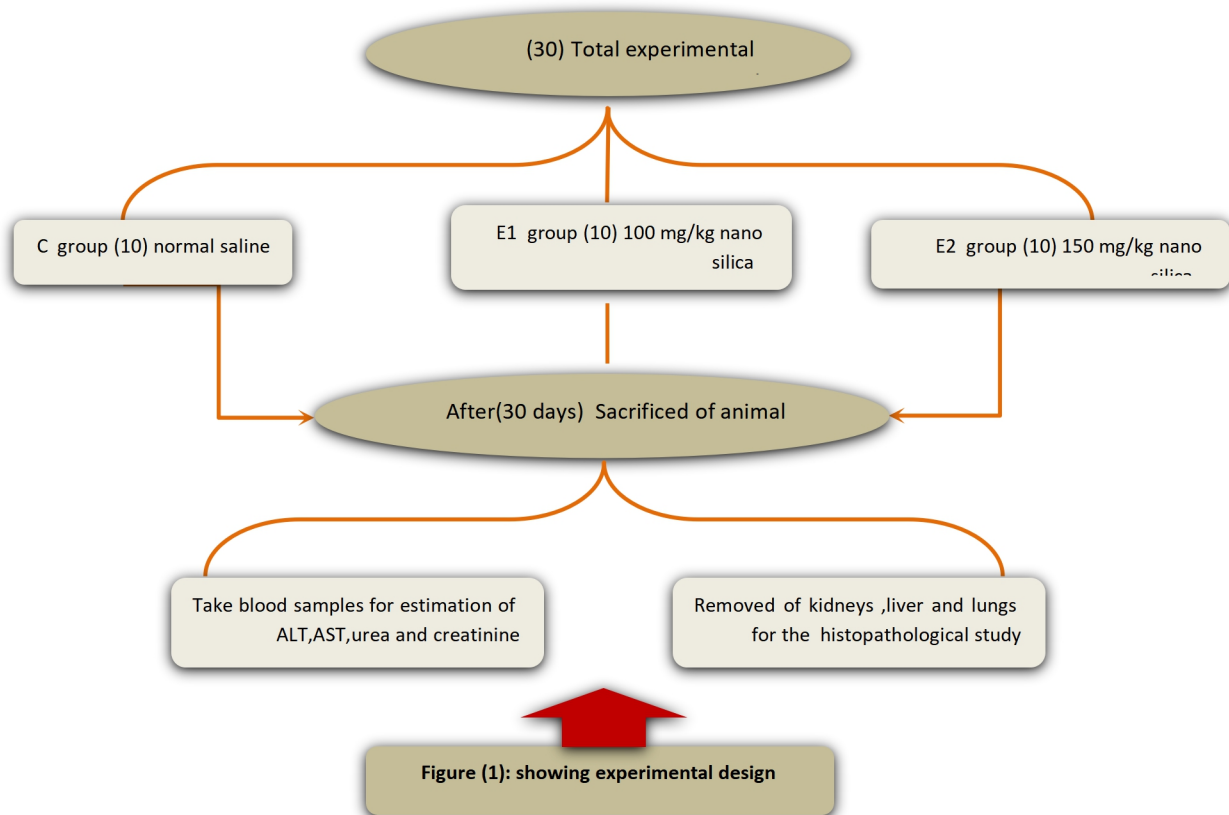 (30) Total experimental
C group (10) normal saline
E1 group (10) 100 mg/kg nano
silica
E2 group (10) 150 mg/kg nano
After(30 days) Sacrificed of animal
Take blood samples for estimation of
ALT,AST,urea and creatinine
Removed of kidneys ,liver and lungs
for the histopathological study
Figure (1): showing experimental design